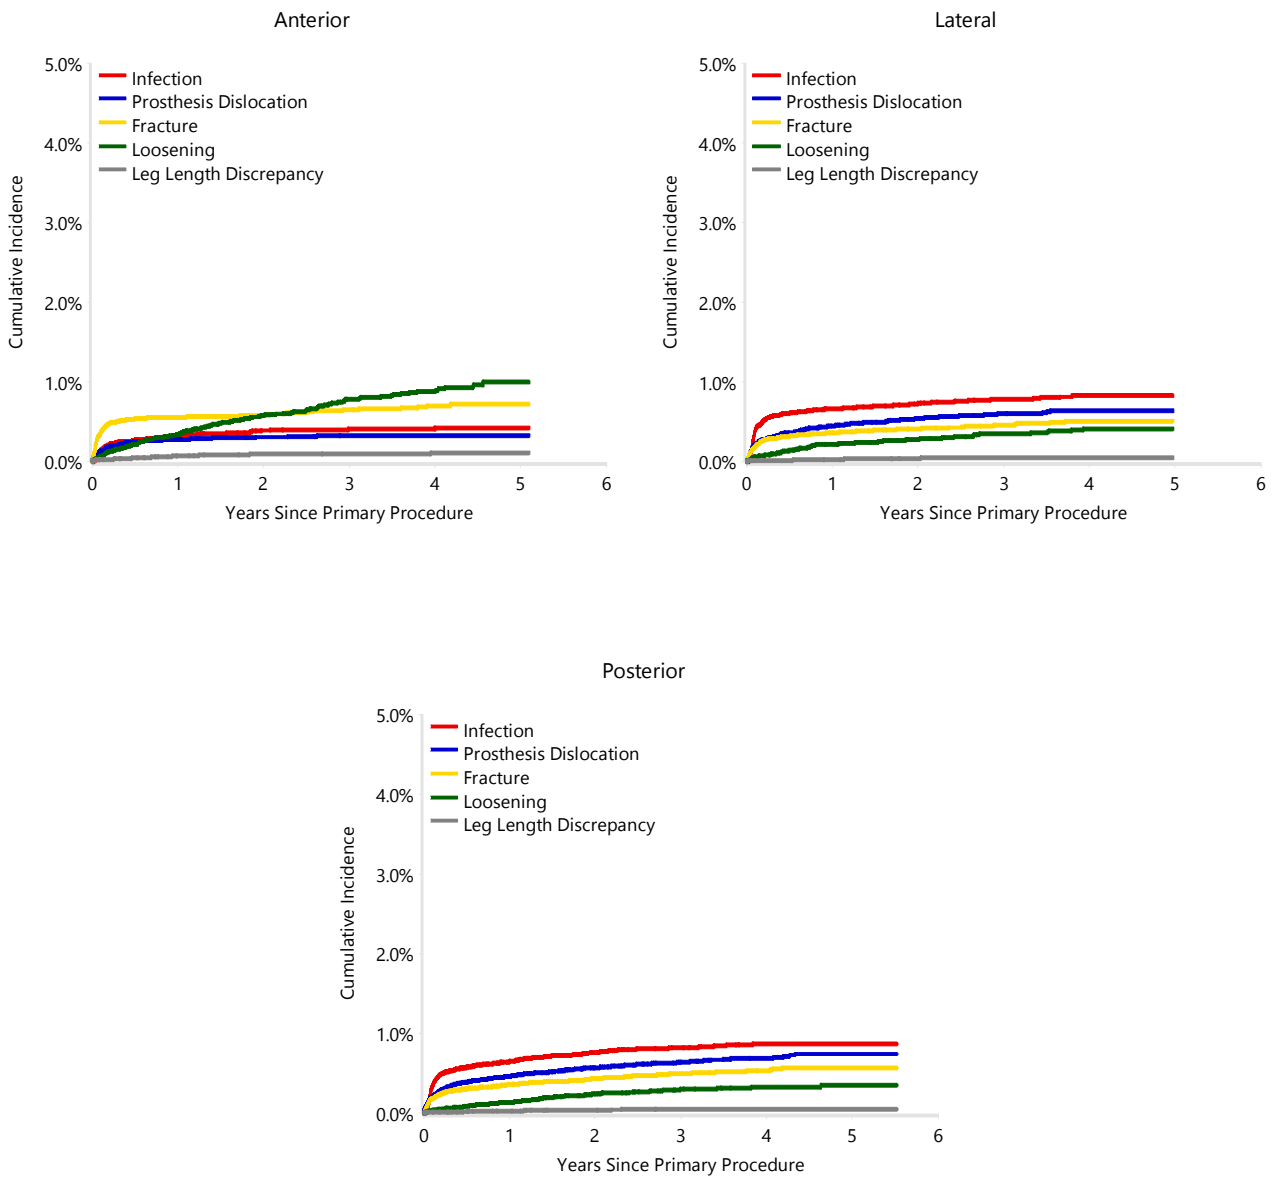 Anterior
5.0%
4.0%
3.0%
2.0%
1.0%
0.0%
Cumulative Incidence
Infection
Prosthesis Dislocation
Fracture
Loosening
Leg Length Discrepancy
0 1 2 3 4 5 6
Years Since Primary Procedure
Lateral
5.0%
4.0%
3.0%
2.0%
1.0%
0.0%
Cumulative Incidence
Infection
Prosthesis Dislocation
Fracture
Loosening
Leg Length Discrepancy
0 1 2 3 4 5 6
Years Since Primary Procedure
Posterior
5.0%
4.0%
3.0%
2.0%
1.0%
0.0%
Cumulative Incidence
Infection
Prosthesis Dislocation
Fracture
Loosening
Leg Length Discrepancy
0 1 2 3 4 5 6
Years Since Primary Procedure